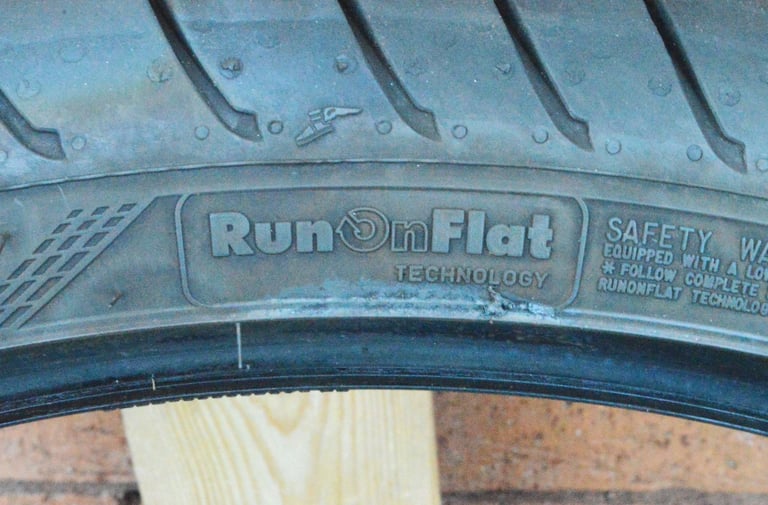 RunOnFlat
TECHNOLOGY
SAFETY
EQUIPPED WITH A
* FOLLOW COMPLETE
RUNONFLAT